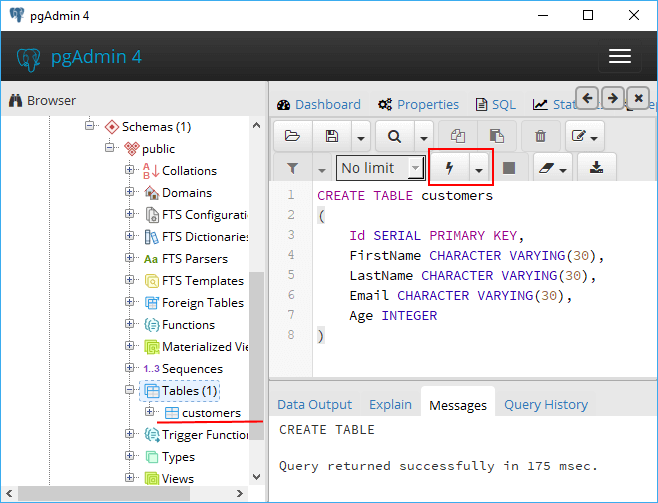 pgAdmin 4
pgAdmin 4
Browser
Schemas (1)
public
Collations
Domains
FTS Configurati
FTS Dictionaries
FTS Parsers
FTS Templates
Foreign Tables
Functions
Materialized Vie
1..3 Sequences
Tables (1)
customers
Trigger Function
Types
Views
Dashboard Properties SQL Stat
No limit
1 CREATE TABLE customers
2 (
3 Id SERIAL PRIMARY KEY,
4 FirstName CHARACTER VARYING(30),
5 LastName CHARACTER VARYING(30),
6 Email CHARACTER VARYING(30),
7 Age INTEGER
8 )
Data Output Explain Messages Query History
CREATE TABLE
Query returned successfully in 175 msec.